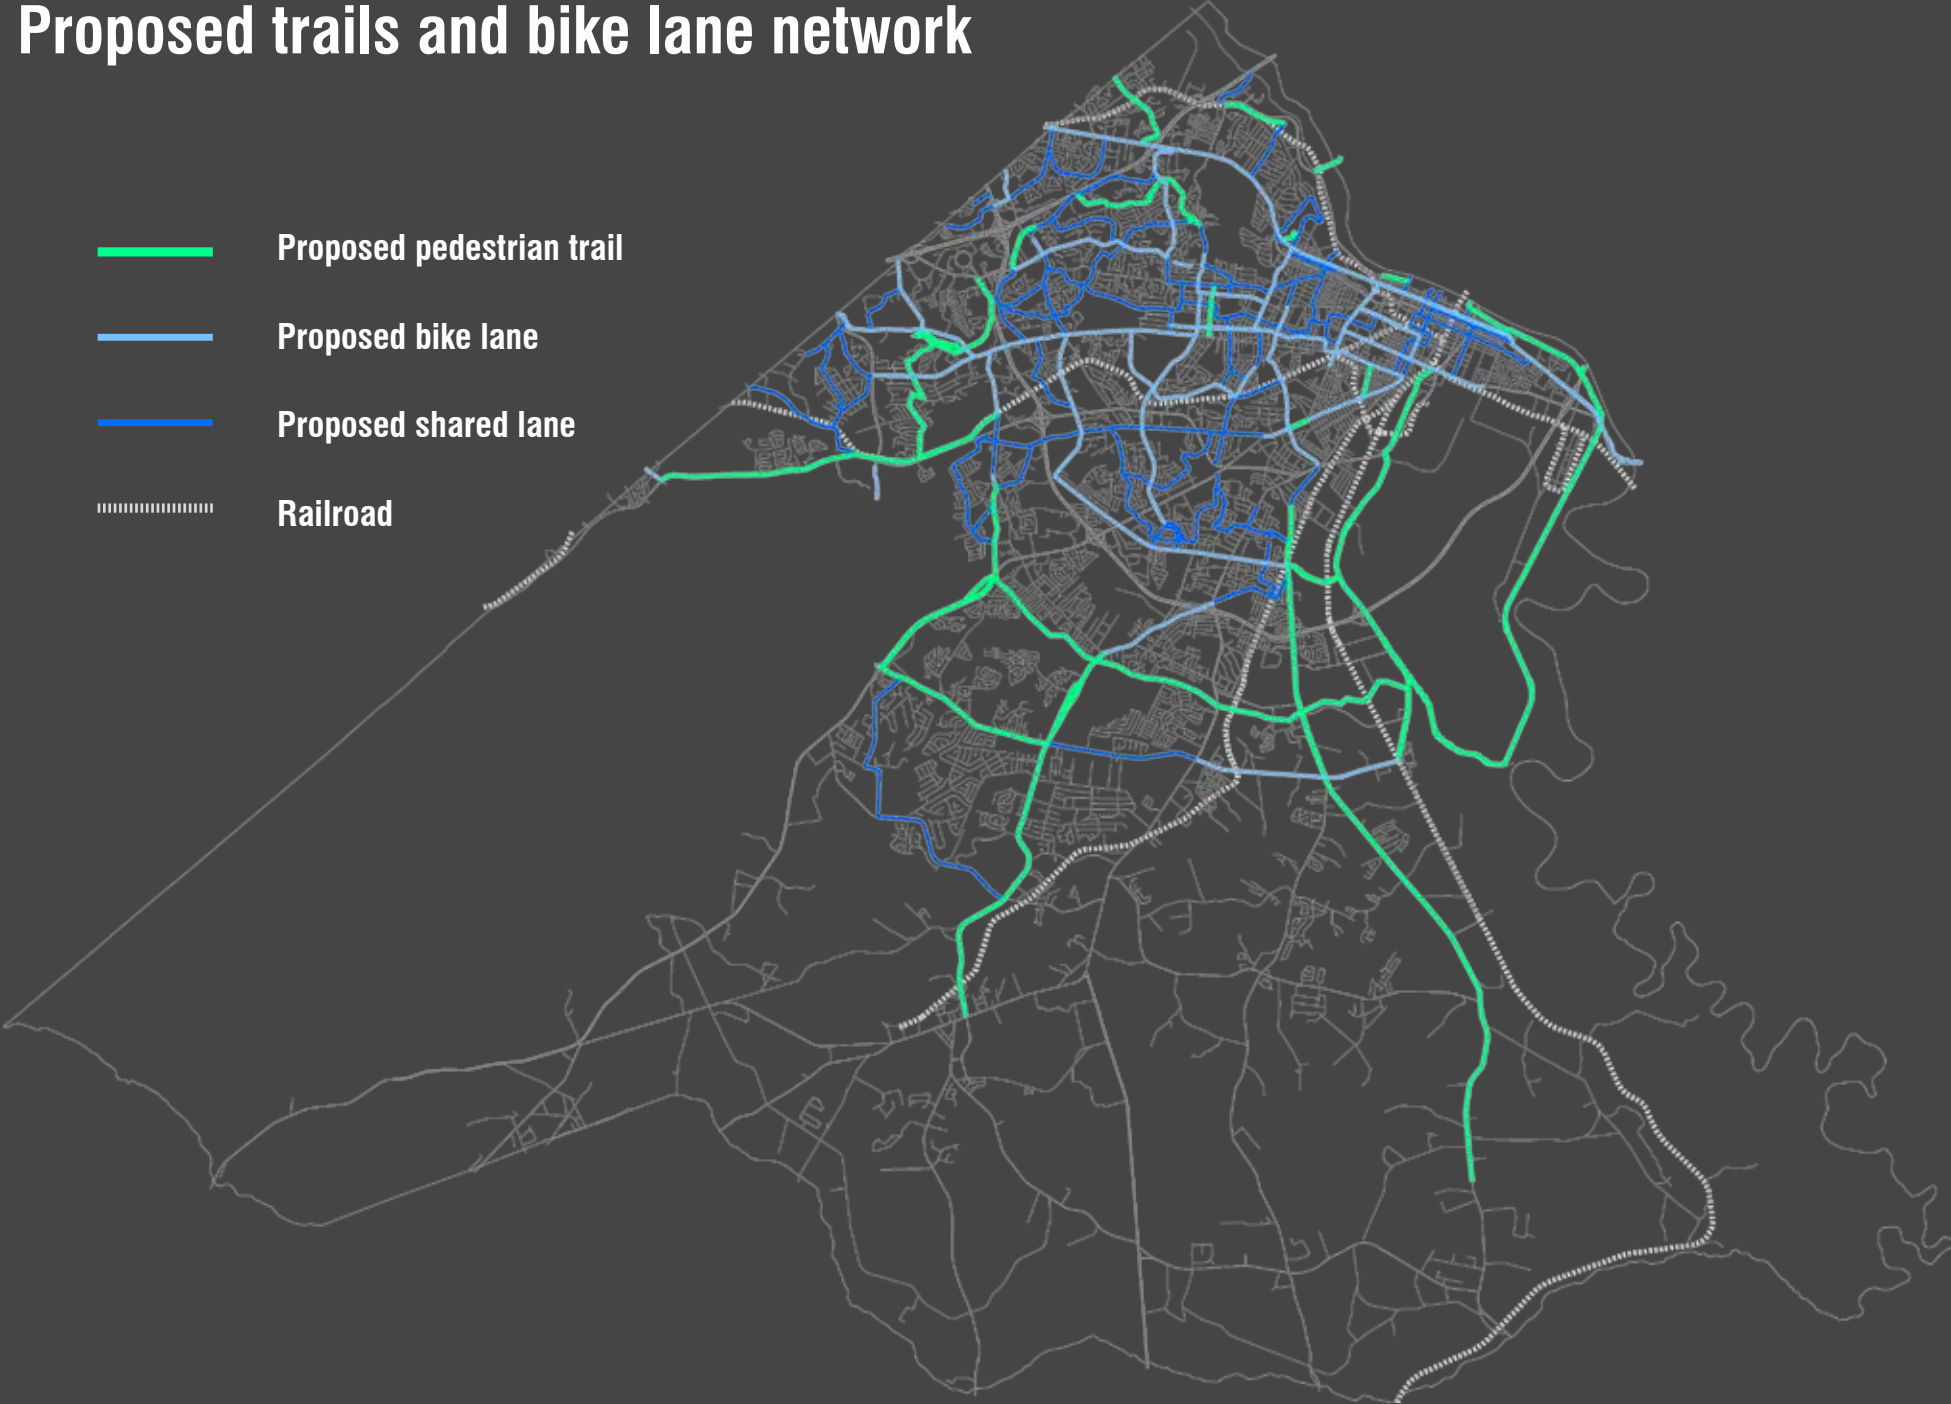 Proposed trails and bike lane network
Proposed pedestrian trail
Proposed bike lane
Proposed shared lane
Railroad